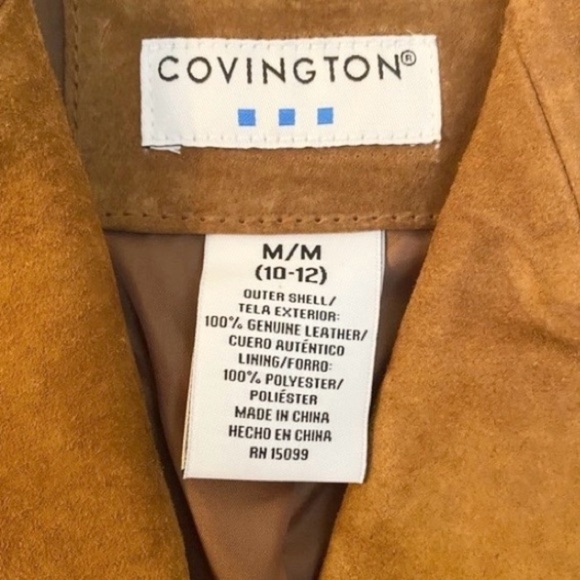 COVINGTON®
M/M
(10-12)
OUTER SHELL/
TELA EXTERIOR:
100% GENUINE LEATHER/
CUERO AUTÉNTICO
LINING/FORRO:
100% POLYESTER/
POLIÉSTER
MADE IN CHINA
HECHO EN CHINA
RN 15099